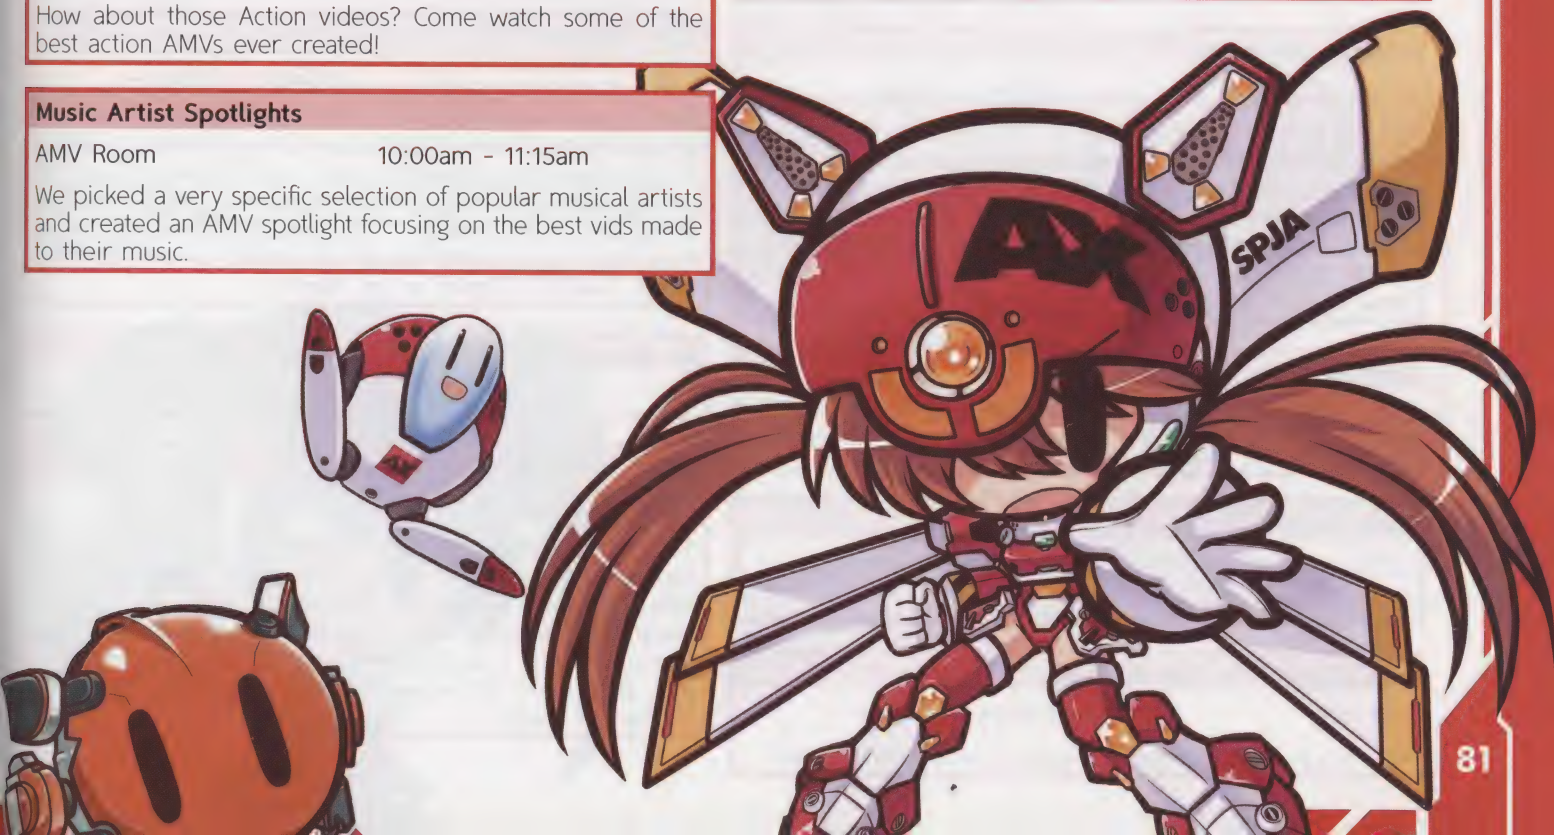 How about those Action videos? Come watch some of the
best action AMVs ever created!
Music Artist Spotlights
AMV Room 10:00am - 11:15am
We picked a very specific selection of popular musical artists
and created an AMV spotlight focusing on the best vids made
to their music.
AX
SPJA
AX
81